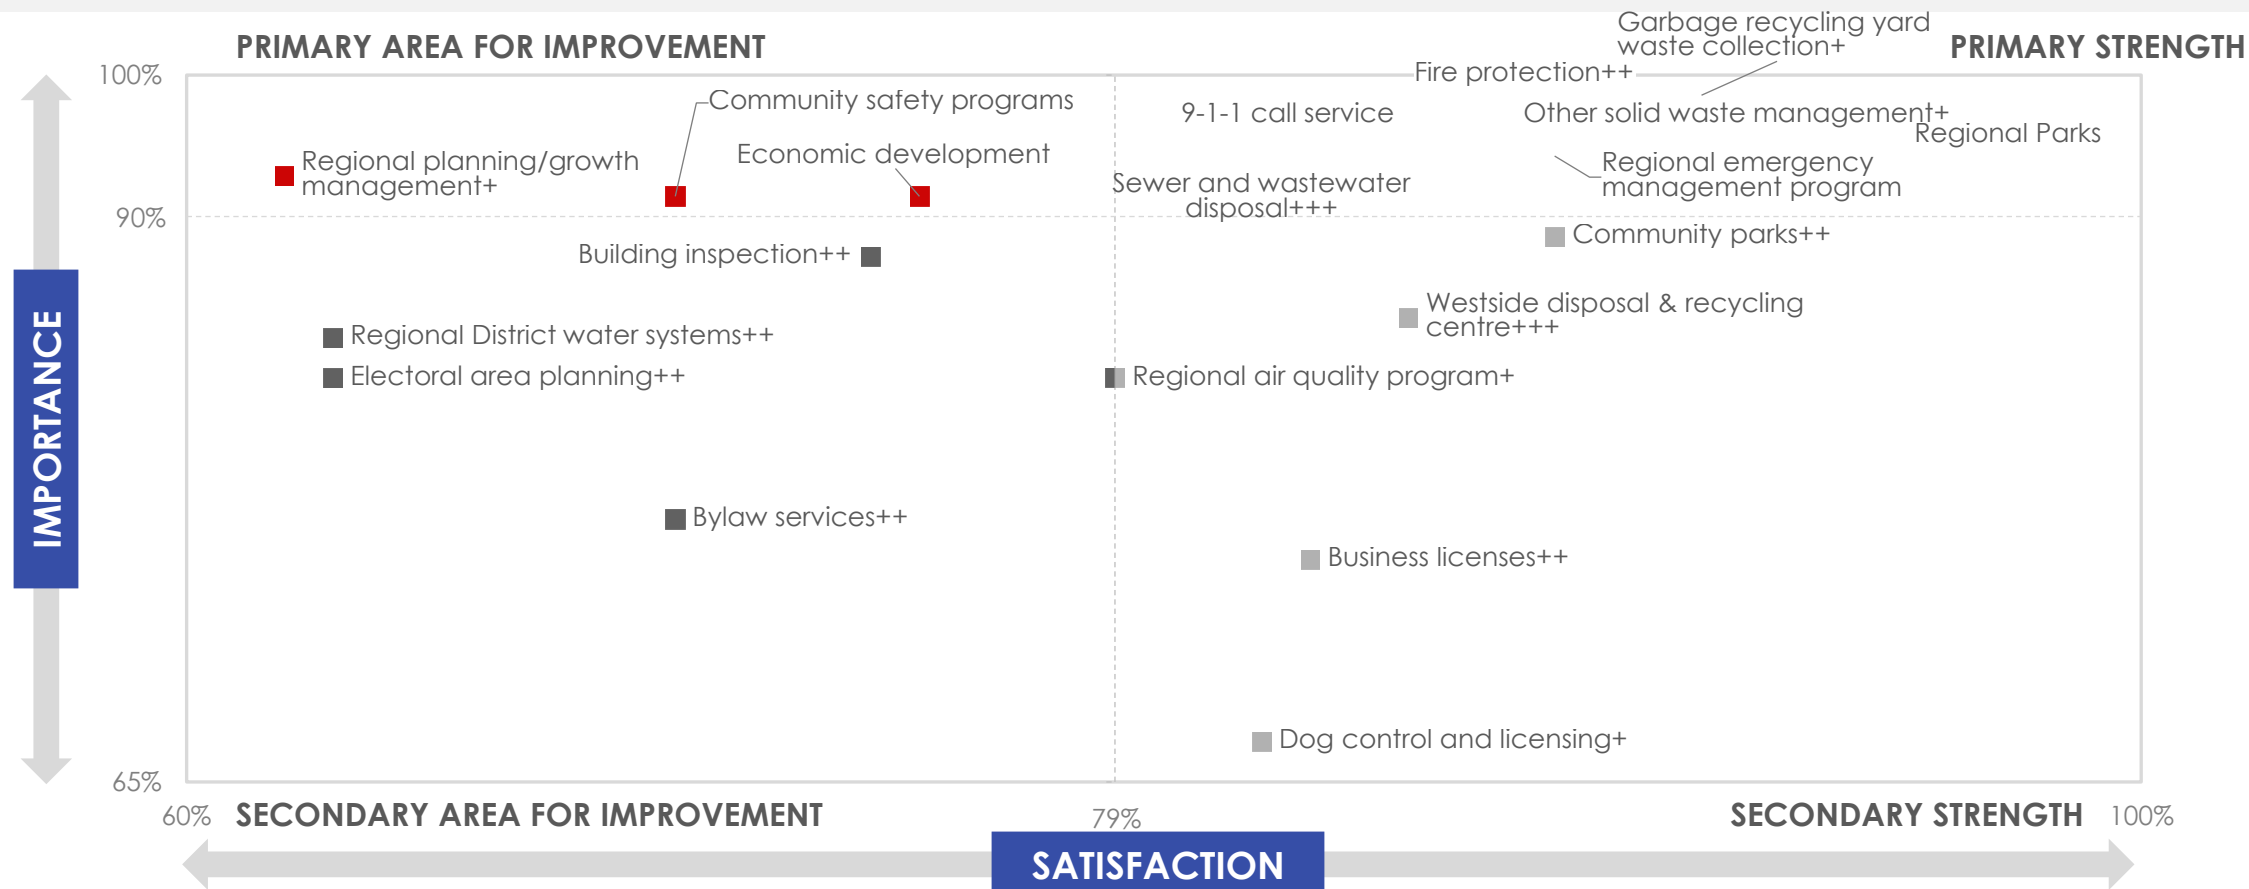 Garbage recycling yard
waste collection+
PRIMARY AREA FOR IMPROVEMENT
PRIMARY STRENGTH
100%
Fire protection++
Community safety programs
9-1-1 call service
Other solid waste management+
Regional Parks
Economic development
Regional planning/growth
management+
Regional emergency
management program
Sewer and wastewater
disposal+++
90%
Community parks++
Building inspection++
Westside disposal & recycling
centre+++
Regional District water systems++
Electoral area planning++
Regional air quality program+
IMPORTANCE
Bylaw services++
Business licenses++
Dog control and licensing+
65%
60%
SECONDARY AREA FOR IMPROVEMENT
79%
SECONDARY STRENGTH
100%
SATISFACTION